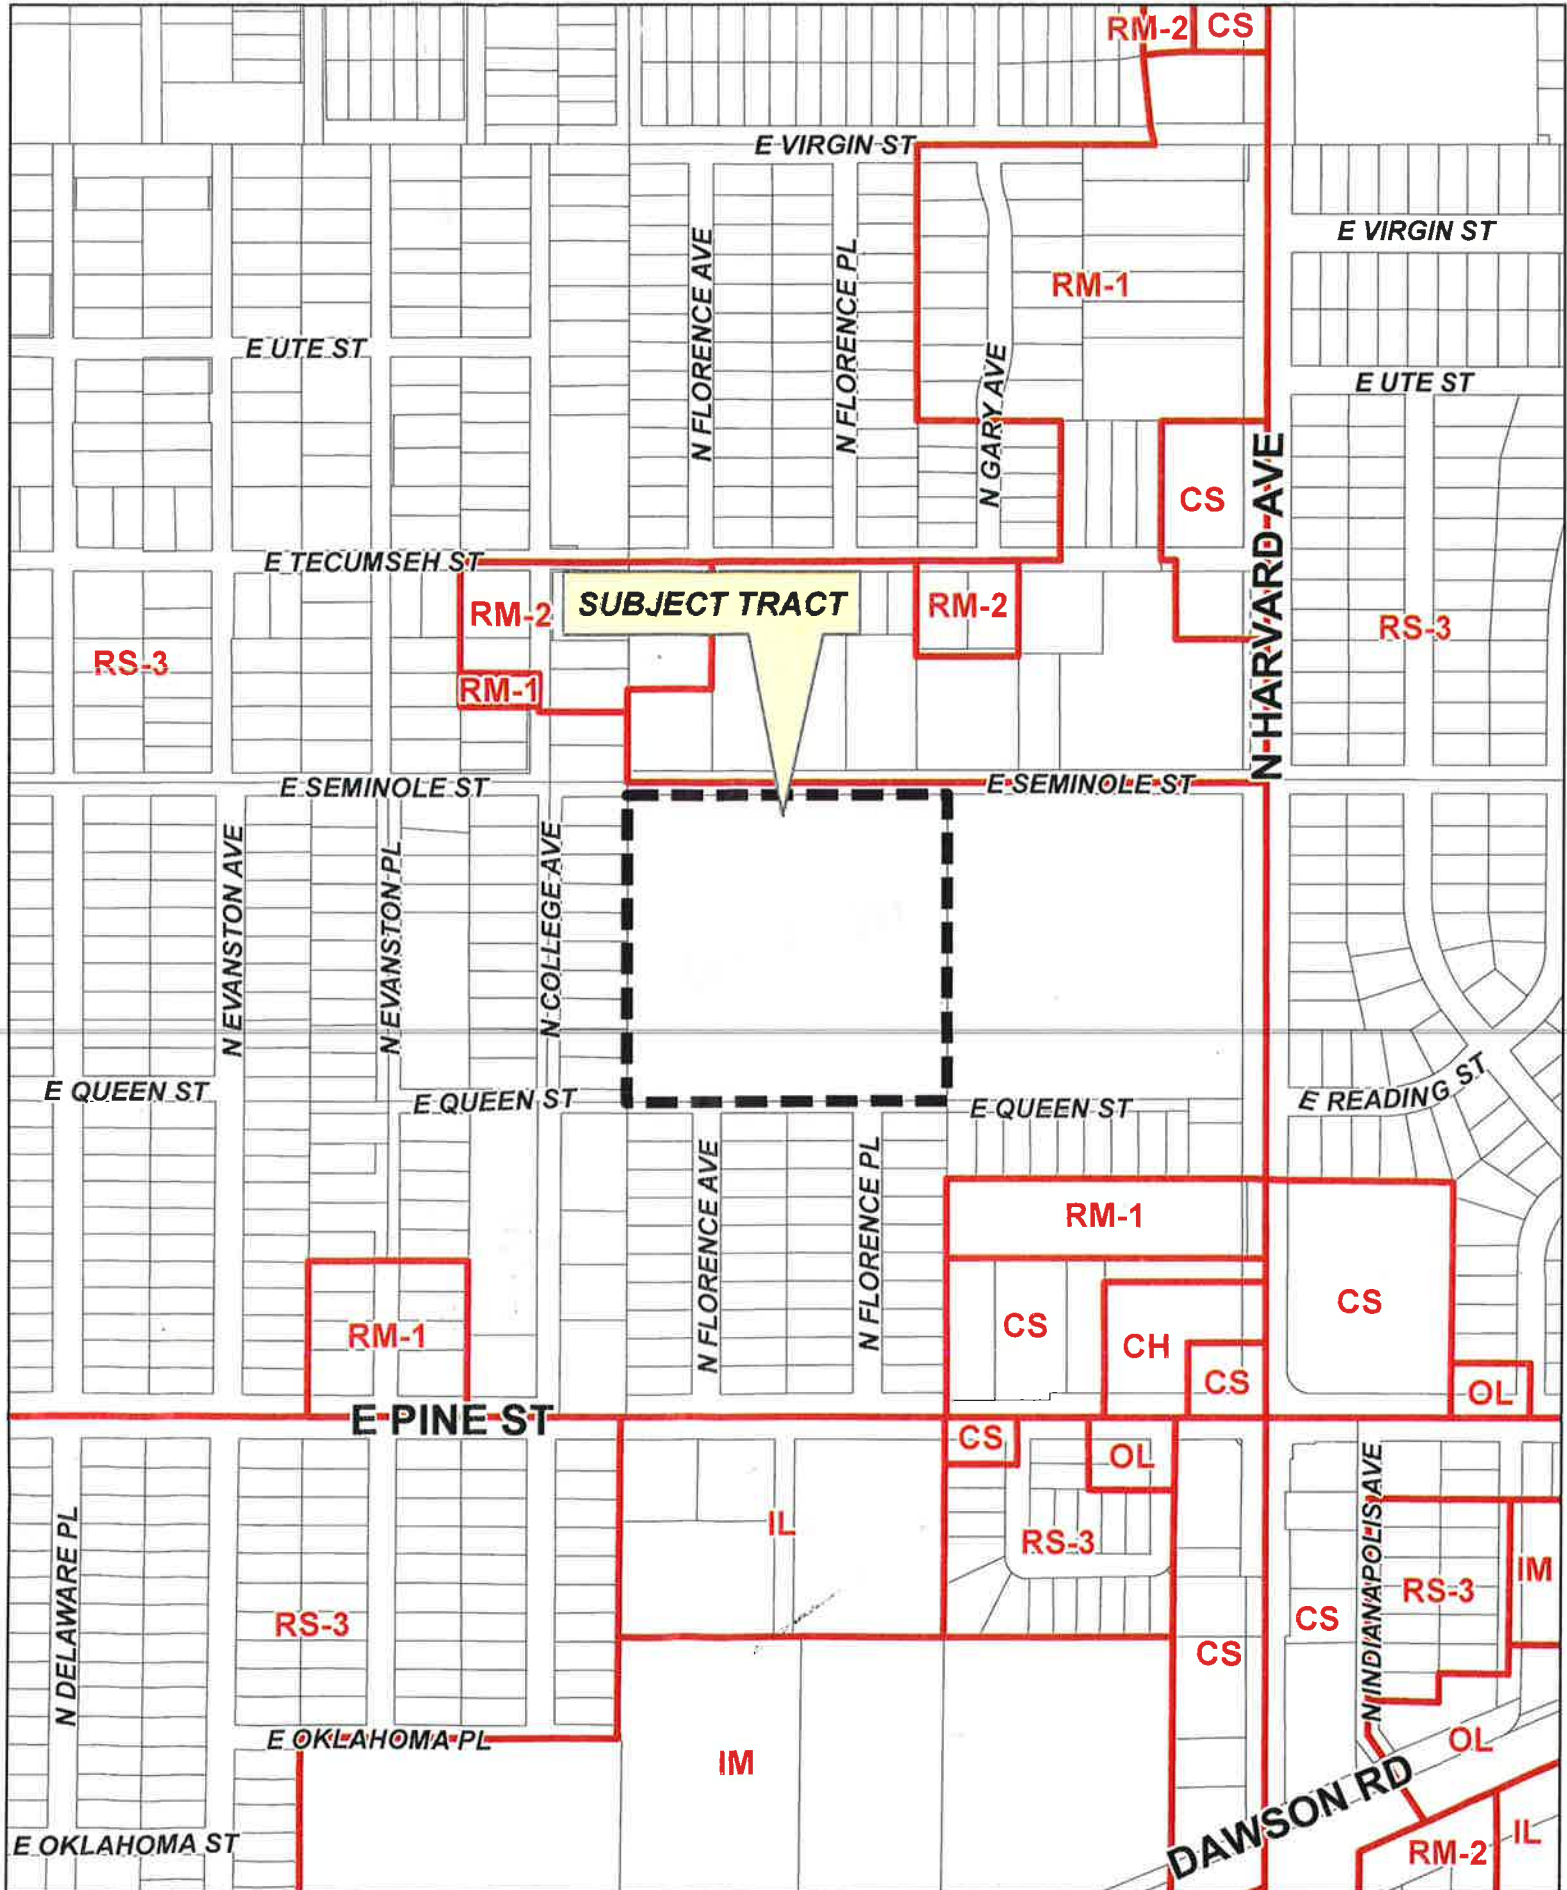 RM-2
CS
E VIRGIN ST
E VIRGIN ST
N FLORENCE AVE
N FLORENCE PL
RM-1
E UTE ST
N GARY AVE
E UTE ST
CS
N HARVARD AVE
E TECUMSEH ST
RM-2
SUBJECT TRACT
RM-2
RS-3
RS-3
RM-1
E SEMINOLE ST
E SEMINOLE ST
N EVANSTON AVE
N EVANSTON PL
N COLLEGE AVE
E QUEEN ST
E QUEEN ST
E QUEEN ST
E READING ST
N FLORENCE AVE
N FLORENCE PL
RM-1
RM-1
CS
CH
CS
CS
OL
E PINE ST
CS
OL
N DELAWARE PL
IL
RS-3
N INDIANAPOLIS AVE
RS-3
IM
RS-3
CS
CS
E OKLAHOMA PL
IM
OL
DAWSON RD
E OKLAHOMA ST
RM-2
IL